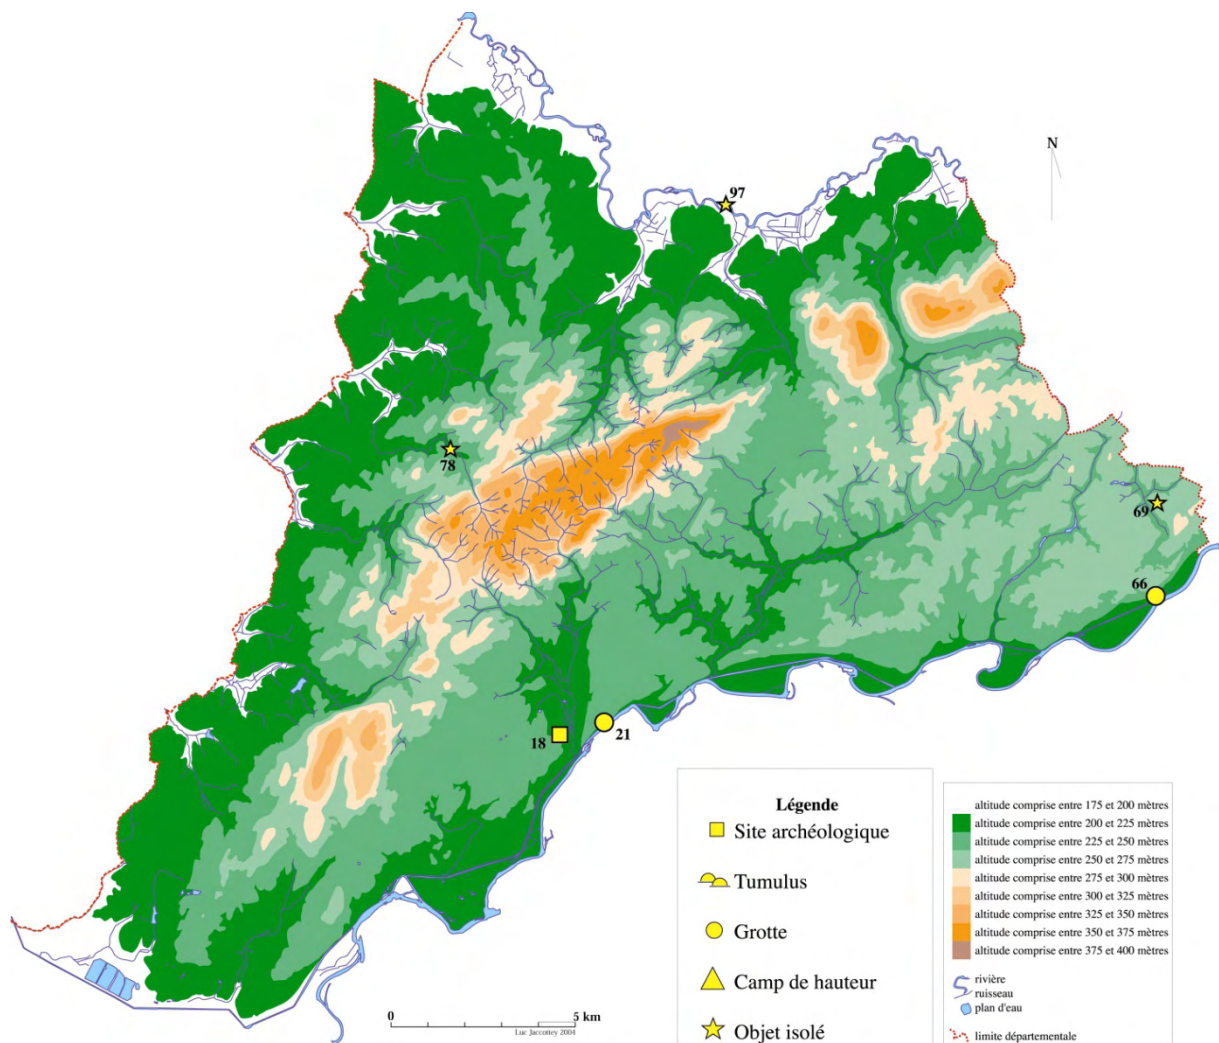 N
97
78
69
66
18
21
Légende
Site archéologique
Tumulus
Grotte
Camp de hauteur
Objet isolé
altitude comprise entre 175 et 200 mètres
altitude comprise entre 200 et 225 mètres
altitude comprise entre 225 et 250 mètres
altitude comprise entre 250 et 275 mètres
altitude comprise entre 275 et 300 mètres
altitude comprise entre 300 et 325 mètres
altitude comprise entre 325 et 350 mètres
altitude comprise entre 350 et 375 mètres
altitude comprise entre 375 et 400 mètres
rivière
ruisseau
plan d'eau
limite départementale
0 5 km
Luc Jaccottey 2004